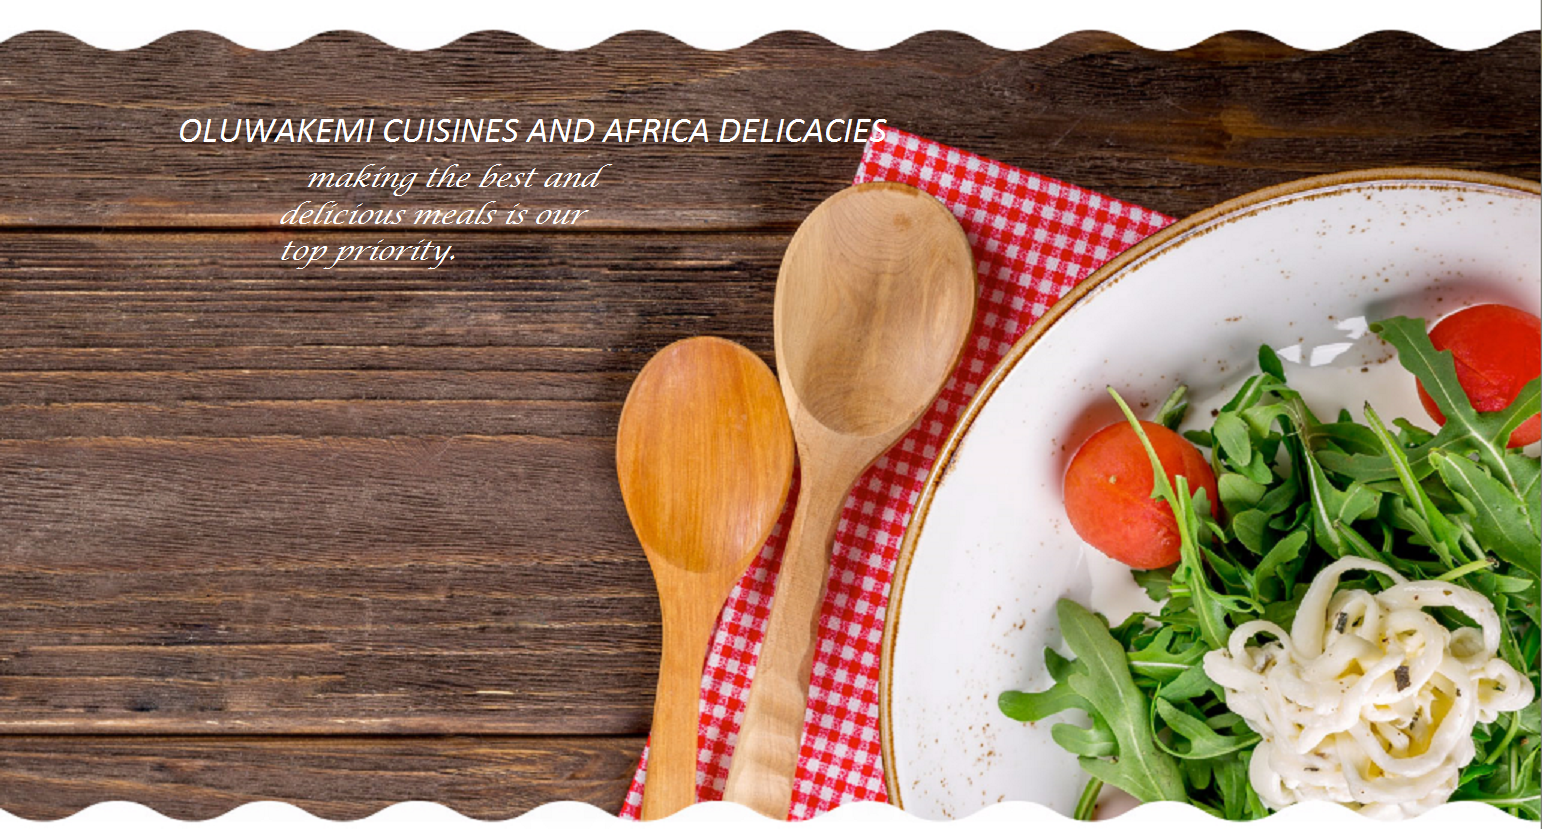 OLUWAKEMI CUISINES AND AFRICA DELICACIES
making the best and
delicious meals is our
top priority.